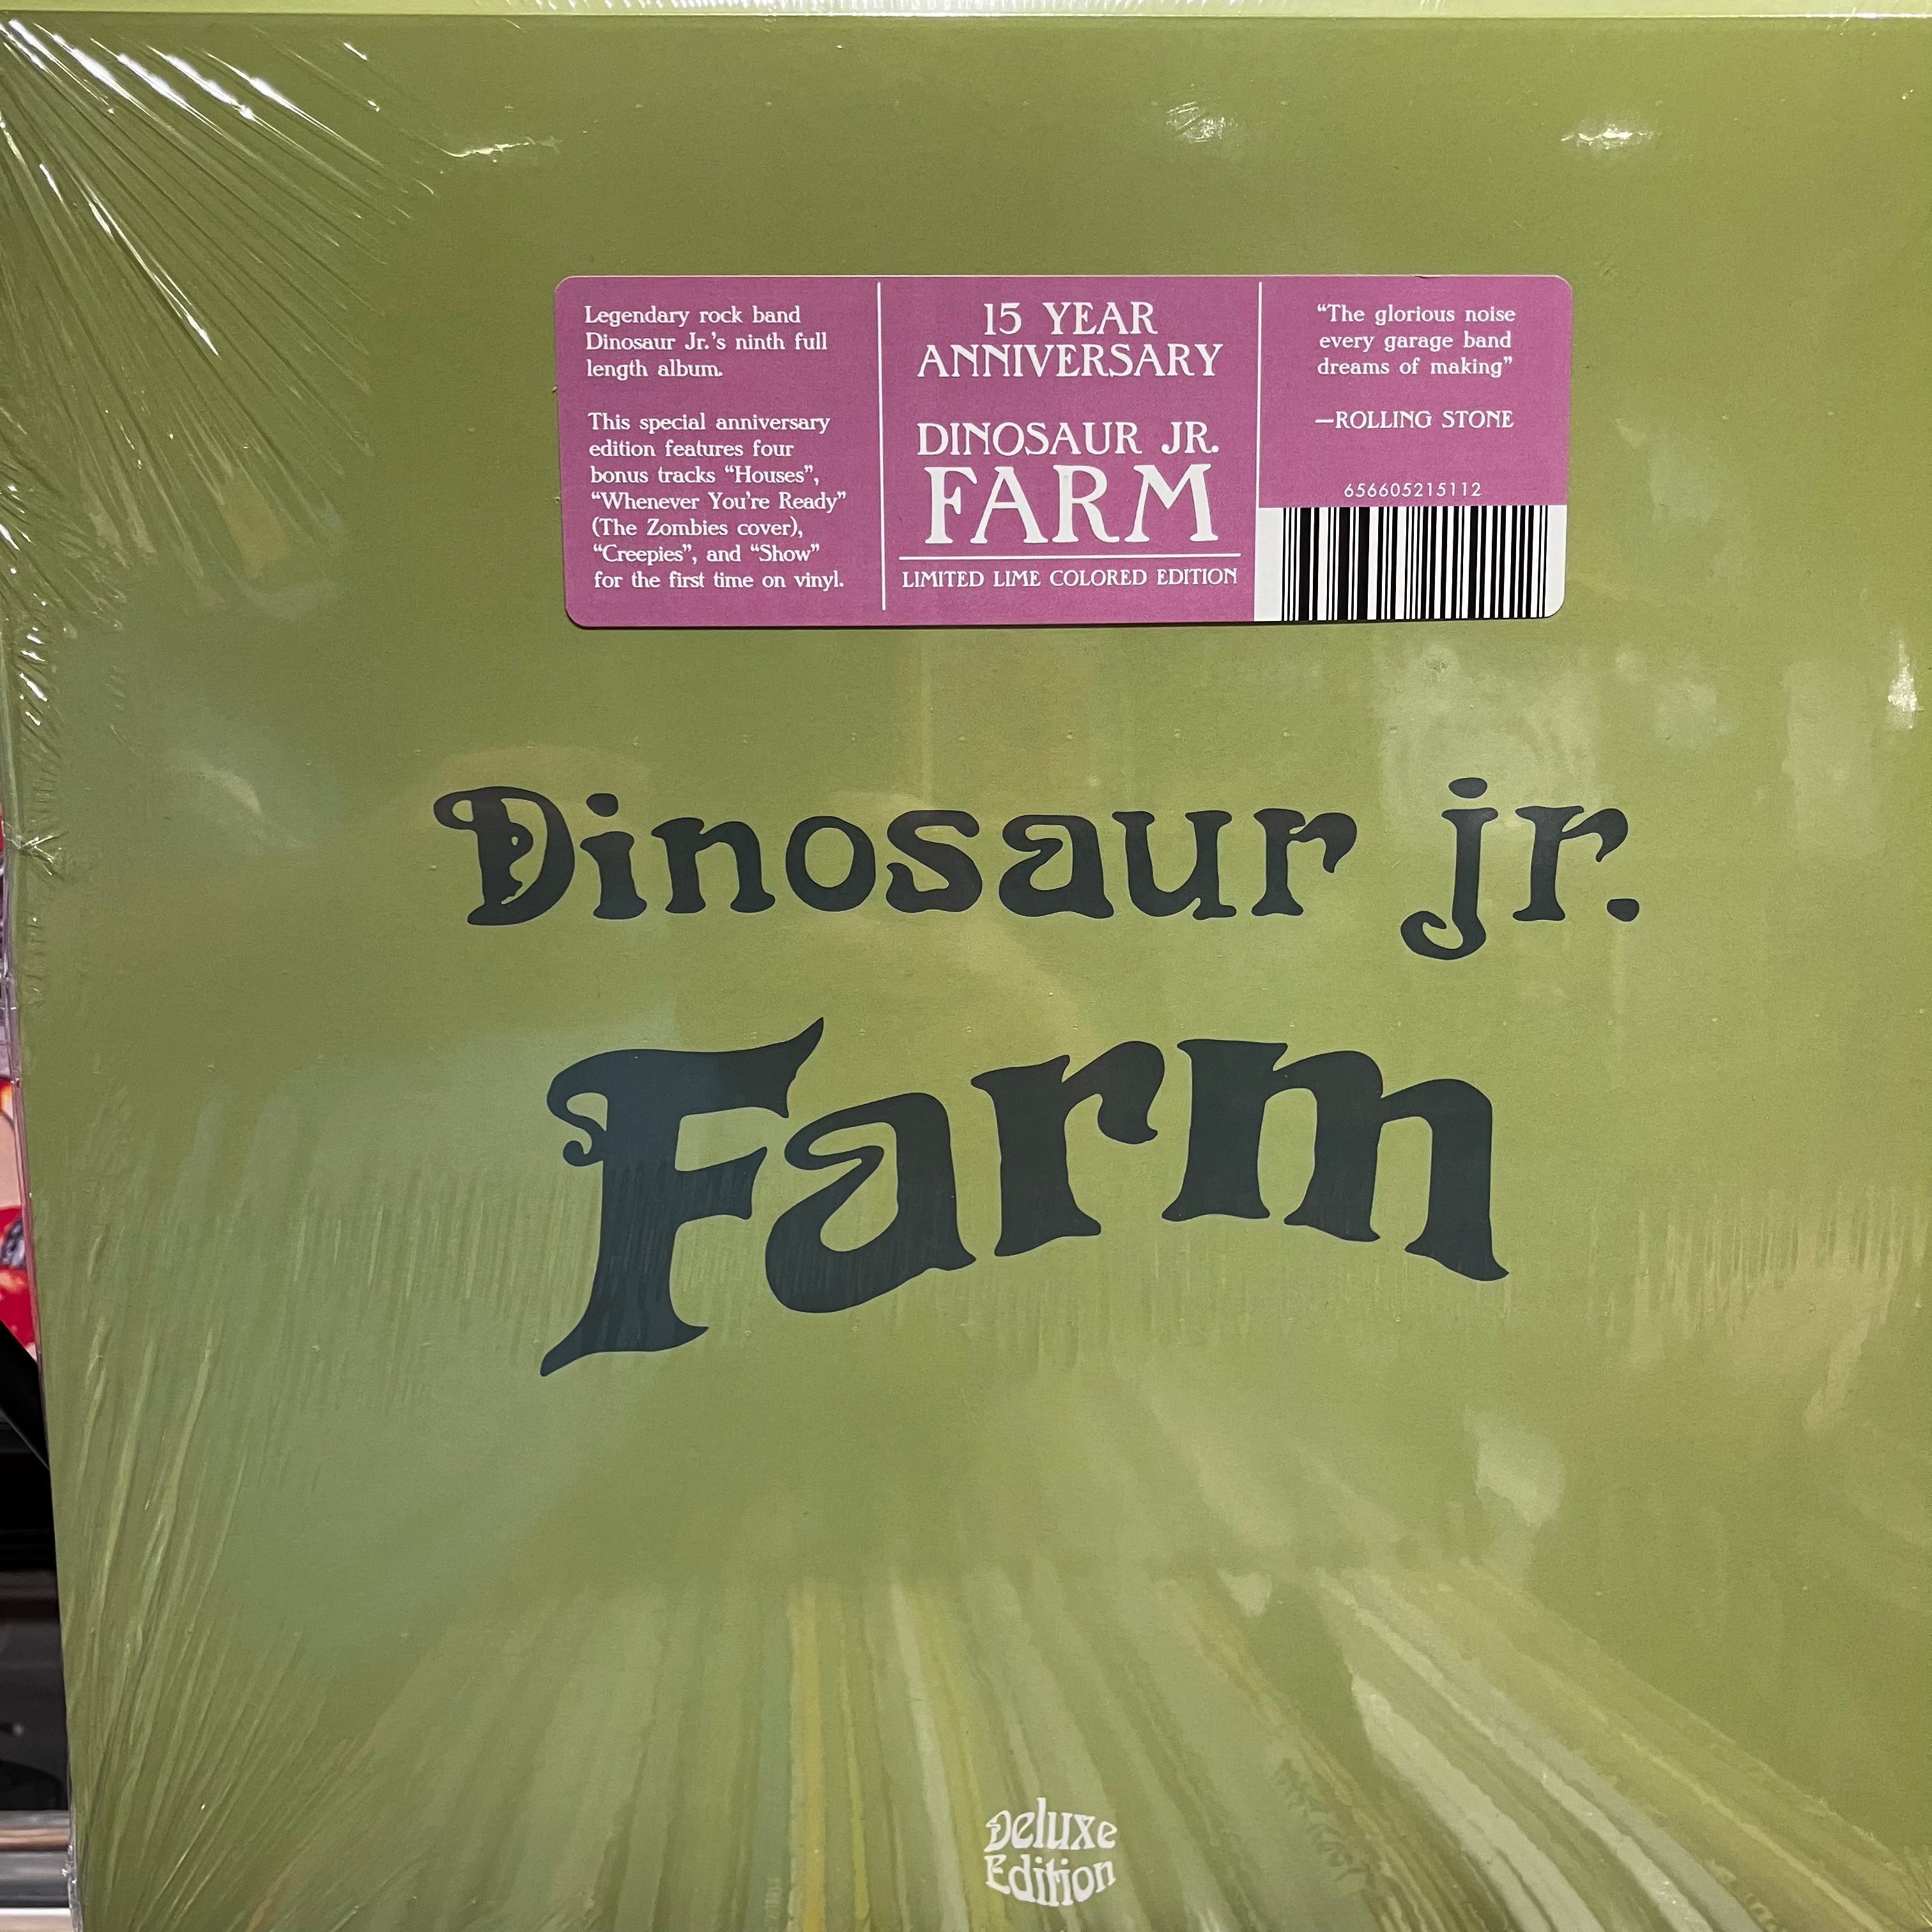 Legendary rock band
Dinosaur Jr.'s ninth full
length album.
This special anniversary
edition features four
bonus tracks “Houses”,
“Whenever You're Ready”
(The Zombies cover),
“Creepies”, and “Show”
for the first time on vinyl.
15 YEAR
ANNIVERSARY
DINOSAUR JR.
FARM
LIMITED LIME COLORED EDITION
“The glorious noise
every garage band
dreams of making”
—ROLLING STONE
656605215112
Dinosaur jr.
Farm
Deluxe
Edition